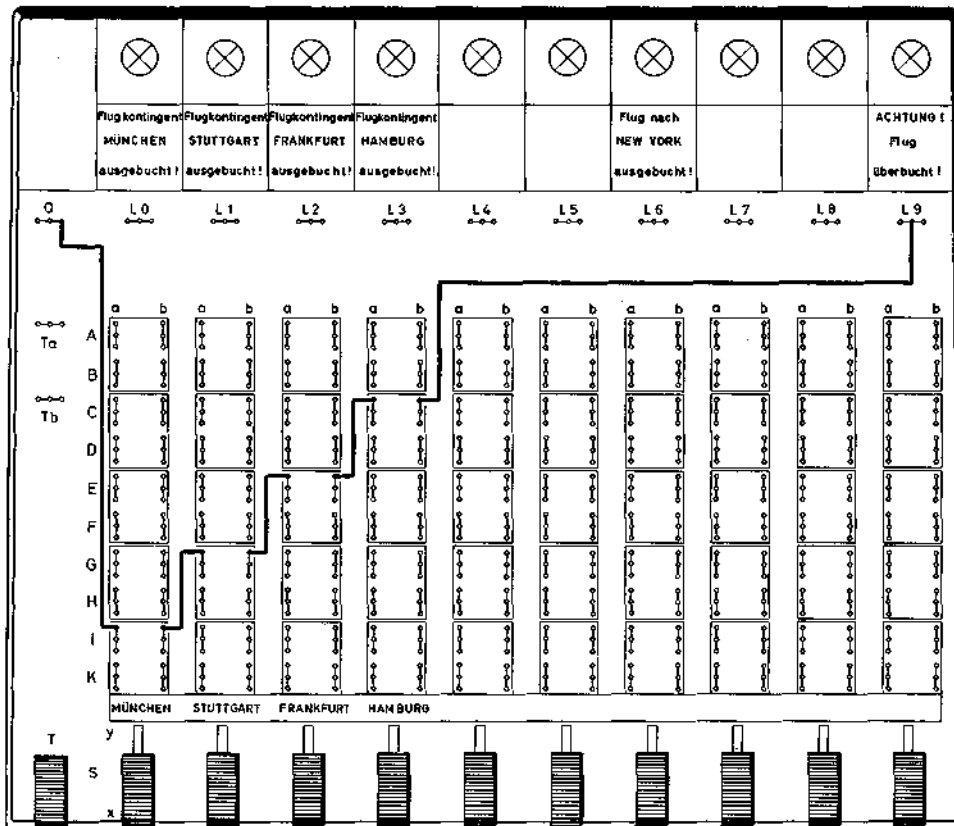 Flugkontingent Flugkontingent Flugkontingent Flugkontingent Flug nach ACHTUNG!
MÜNCHEN STUTTGART FRANKFURT HAMBURG NEW YORK Flug
ausgebucht! ausgebucht! ausgebucht! ausgebucht! ausgebucht! überbucht!
Q L0 L1 L2 L3 L4 L5 L6 L7 L8 L9
a b a b a b a b a b a b a b a b a b a b
Ta A
B
Tb C
D
E
F
G
H
I
K
MÜNCHEN STUTTGART FRANKFURT HAMBURG
T y
S
x